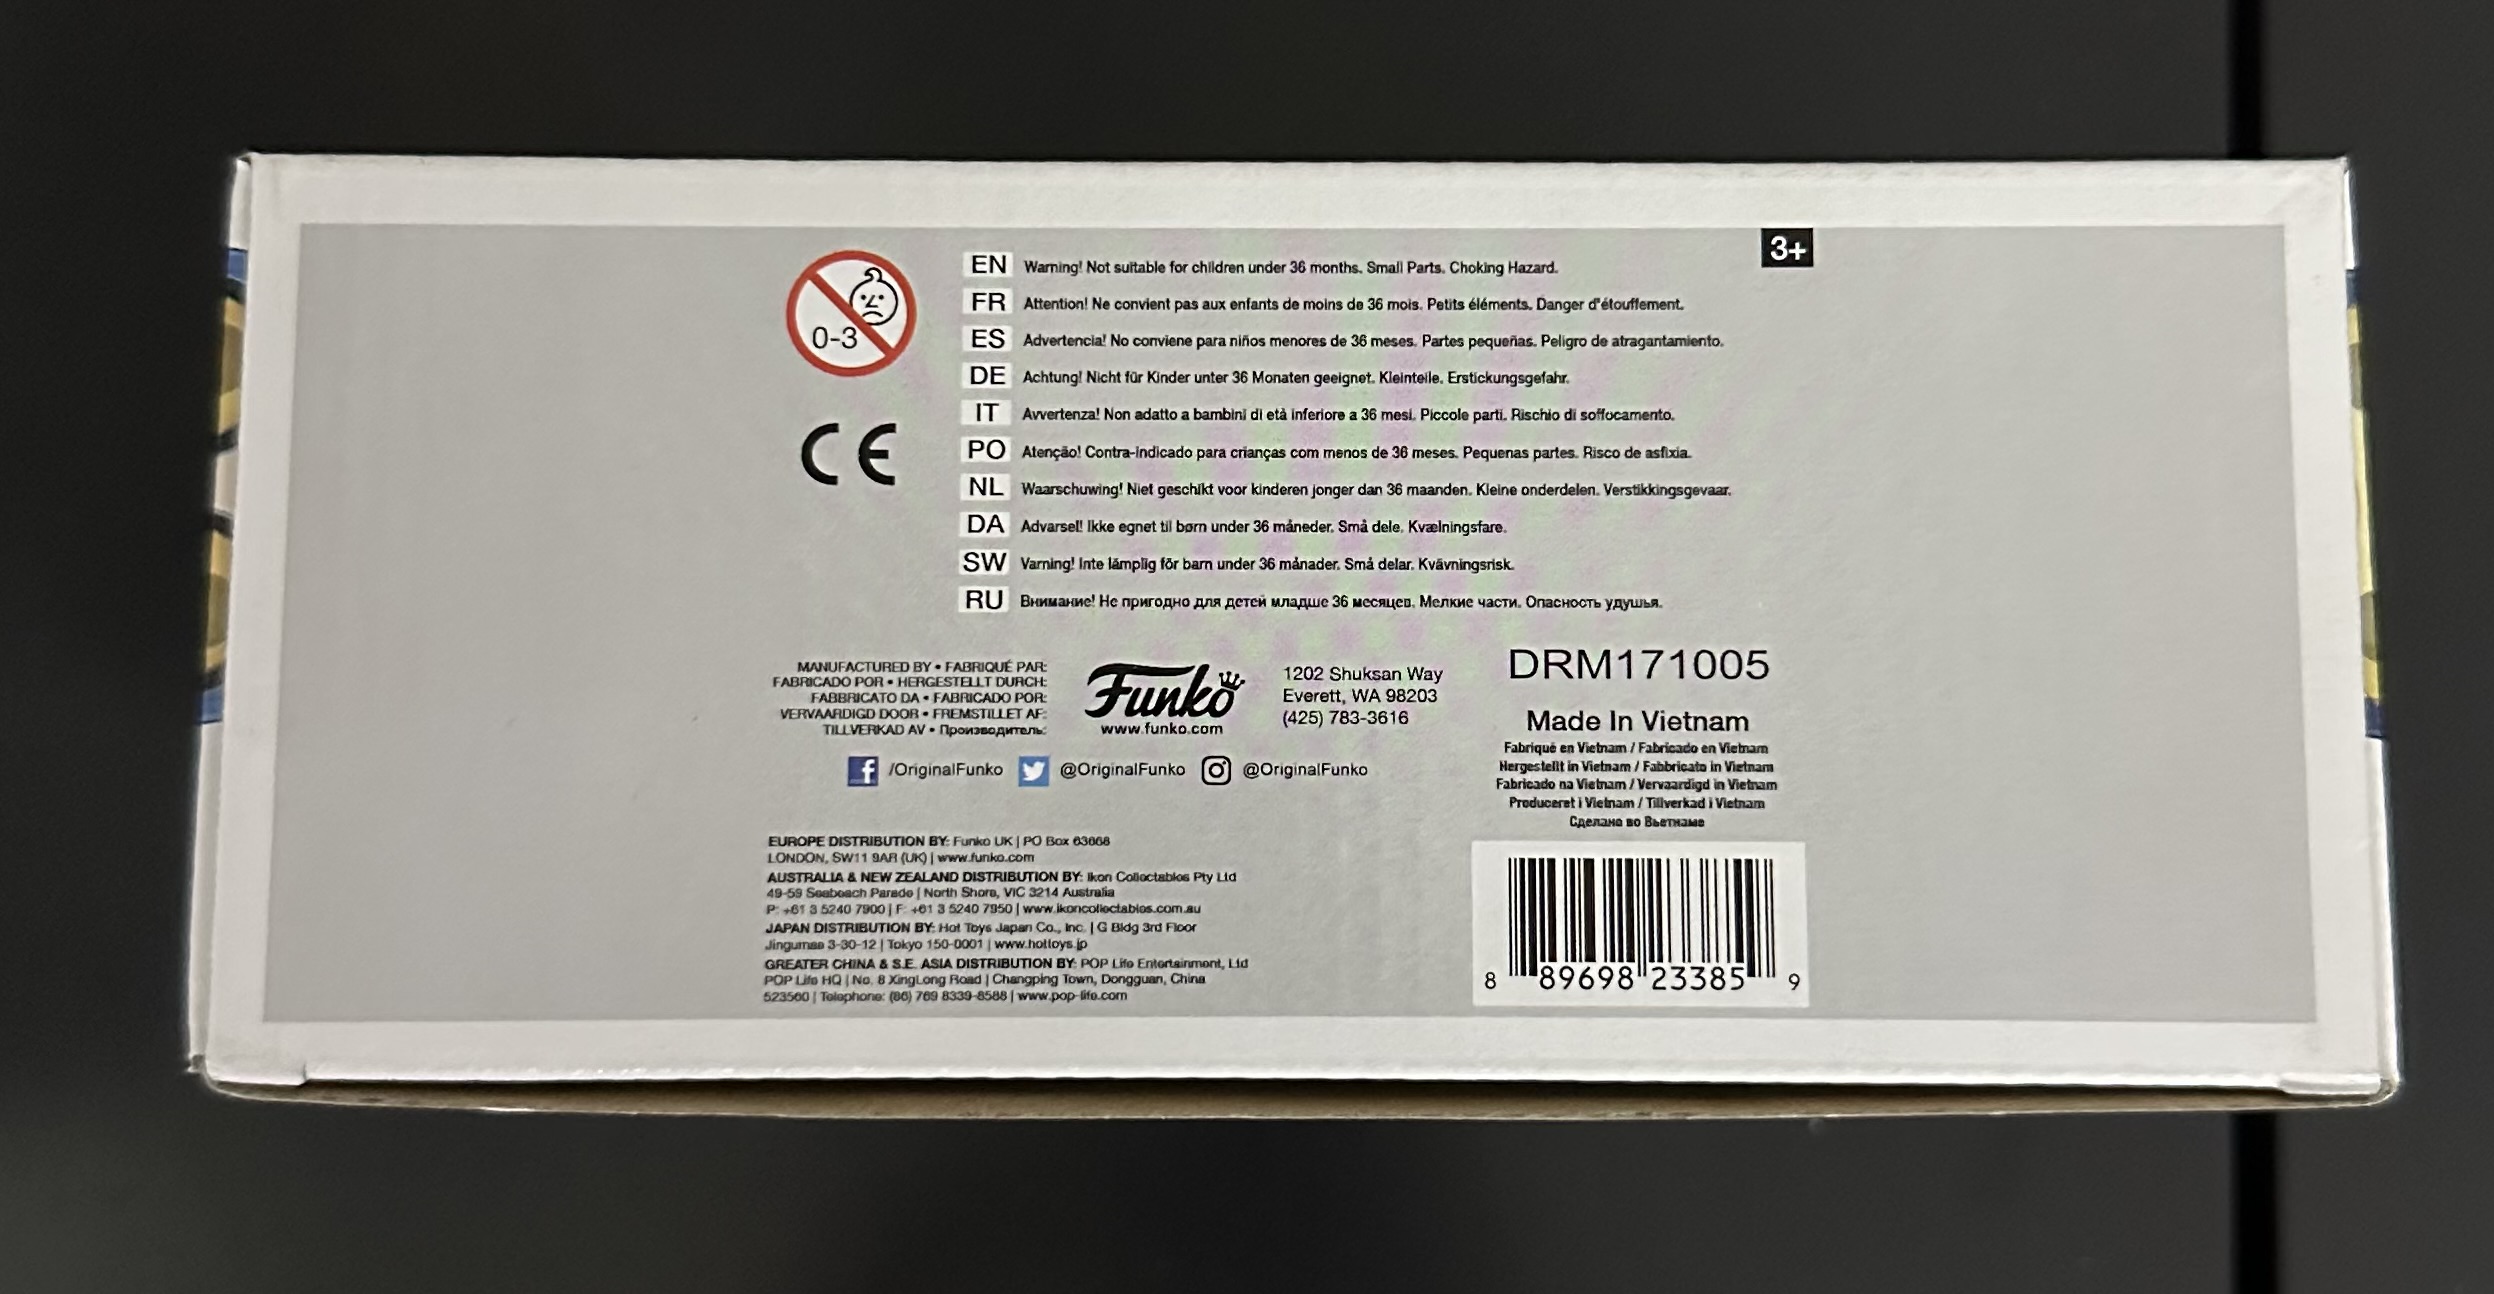 3+
0-3
CE
EN Warning! Not suitable for children under 36 months. Small Parts. Choking Hazard.
FR Attention! Ne convient pas aux enfants de moins de 36 mois. Petits éléments. Danger d'étouffement.
ES Advertencia! No conviene para niños menores de 36 meses. Partes pequeñas. Peligro de atragantamiento.
DE Achtung! Nicht für Kinder unter 36 Monaten geeignet. Kleinteile. Erstickungsgefahr.
IT Avvertenza! Non adatto a bambini di età inferiore a 36 mesi. Piccole parti. Rischio di soffocamento.
PO Atenção! Contra-indicado para crianças com menos de 36 meses. Pequenas partes. Risco de asfixia.
NL Waarschuwing! Niet geschikt voor kinderen jonger dan 36 maanden. Kleine onderdelen. Verstikkingsgevaar.
DA Advarsel! Ikke egnet til børn under 36 måneder. Små dele. Kvælningsfare.
SW Varning! Inte lämplig för barn under 36 månader. Små delar. Kvävningsrisk.
RU Внимание! Не пригодно для детей младше 36 месяцев. Мелкие части. Опасность удушья.
MANUFACTURED BY • FABRIQUÉ PAR:
FABRICADO POR • HERGESTELLT DURCH:
FABBRICATO DA • FABRICADO POR:
VERVAARDIGD DOOR • FREMSTILLET AF:
TILLVERKAD AV • Производитель:
Funko
www.funko.com
1202 Shuksan Way
Everett, WA 98203
(425) 783-3616
/OriginalFunko @OriginalFunko @OriginalFunko
DRM171005
Made In Vietnam
Fabriqué en Vietnam / Fabricado en Vietnam
Hergestellt in Vietnam / Fabbricato in Vietnam
Fabricado na Vietnam / Vervaardigd in Vietnam
Produceret i Vietnam / Tillverkad i Vietnam
Сделано во Вьетнаме
EUROPE DISTRIBUTION BY: Funko UK | PO Box 63868
LONDON, SW11 9AR (UK) | www.funko.com
AUSTRALIA & NEW ZEALAND DISTRIBUTION BY: Ikon Collectables Pty Ltd
49-59 Seabeach Parade | North Shore, VIC 3214 Australia
P: +61 3 5240 7900 | F: +61 3 5240 7950 | www.ikoncollectables.com.au
JAPAN DISTRIBUTION BY: Hot Toys Japan Co., Inc. | G Bldg 3rd Floor
Jingumae 3-30-12 | Tokyo 150-0001 | www.hottoys.jp
GREATER CHINA & S.E. ASIA DISTRIBUTION BY: POP Life Entertainment, Ltd
POP Life HQ | No. 8 XingLong Road | Changping Town, Dongguan, China
523560 | Telephone: (86) 769 8339-8588 | www.pop-life.com
8 89698 23385 9